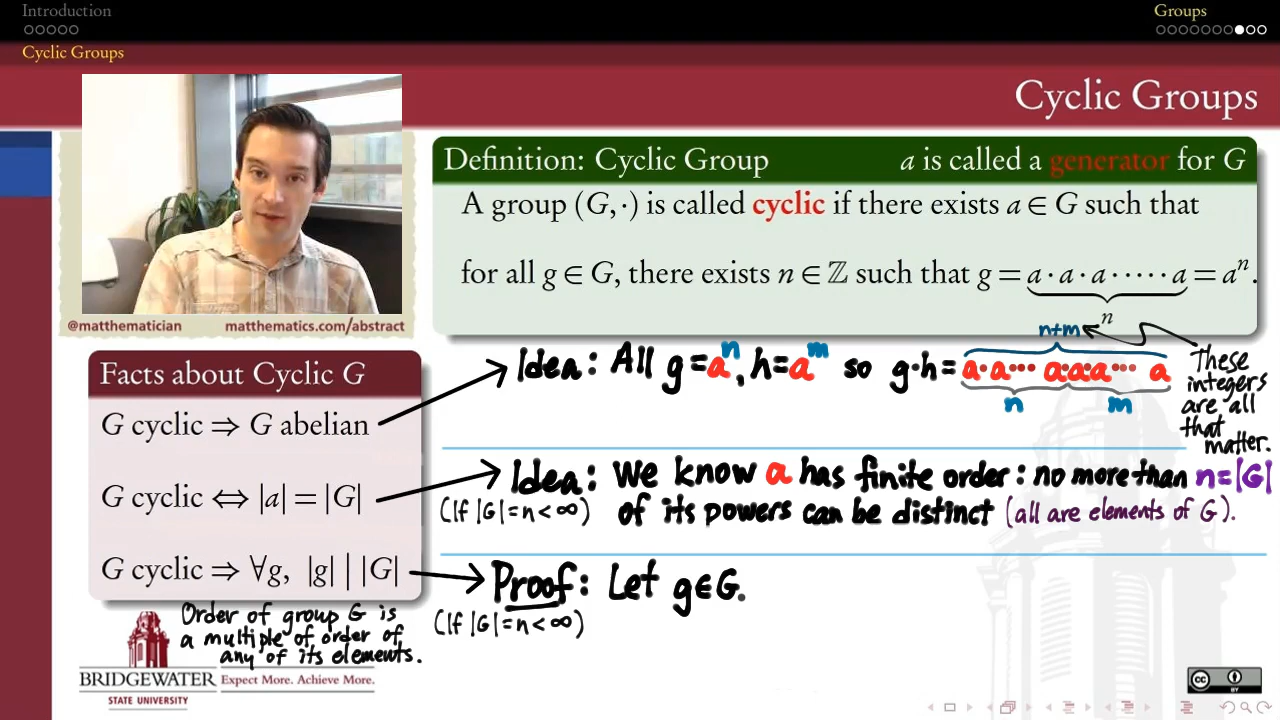 Introduction
Groups
Cyclic Groups
Cyclic Groups
@matthematician matthematics.com/abstract
Definition: Cyclic Group a is called a generator for G
A group (G, ·) is called cyclic if there exists a ∈ G such that
for all g ∈ G, there exists n ∈ ℤ such that g = a · a · a · · · · · a = aⁿ.
n
Facts about Cyclic G
G cyclic ⇒ G abelian
G cyclic ⇔ |a| = |G|
G cyclic ⇒ ∀g, |g| | |G|
Order of group G is
a multiple of order of
any of its elements.
n+m
Idea: All g=aⁿ, h=aᵐ so g·h= a·a··· a·a·a··· a
n m
These
integers
are all
that
matter.
Idea: We know a has finite order: no more than n=|G|
(If |G|=n<∞) of its powers can be distinct (all are elements of G).
Proof: Let g∈G.
(If |G|=n<∞)
BRIDGEWATER
STATE UNIVERSITY
Expect More. Achieve More.
cc
BY